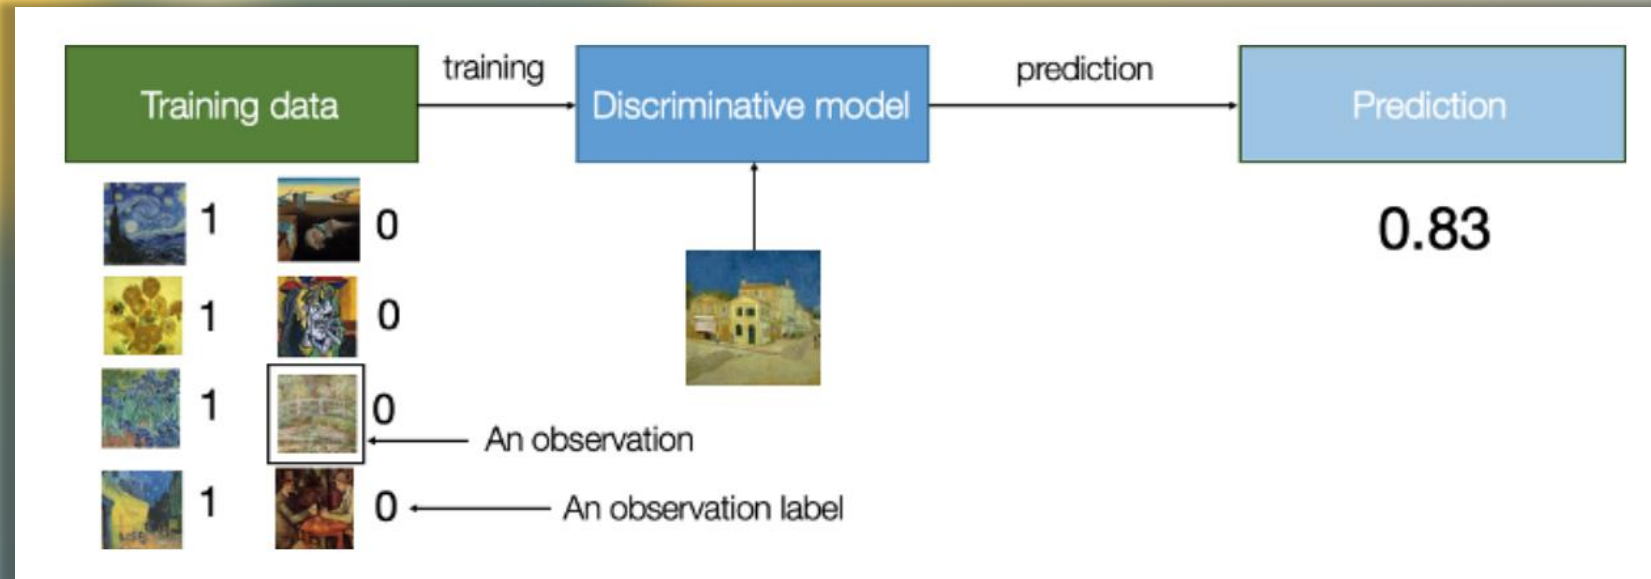 Training data
training
Discriminative model
prediction
Prediction
1
0
0.83
1
0
1
0
An observation
1
0
An observation label